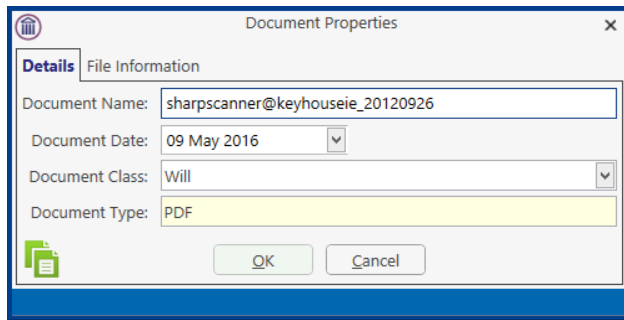 Document Properties
Details File Information
Document Name: sharpscanner@keyhouseie_20120926
Document Date: 09 May 2016
Document Class: Will
Document Type: PDF
OK Cancel